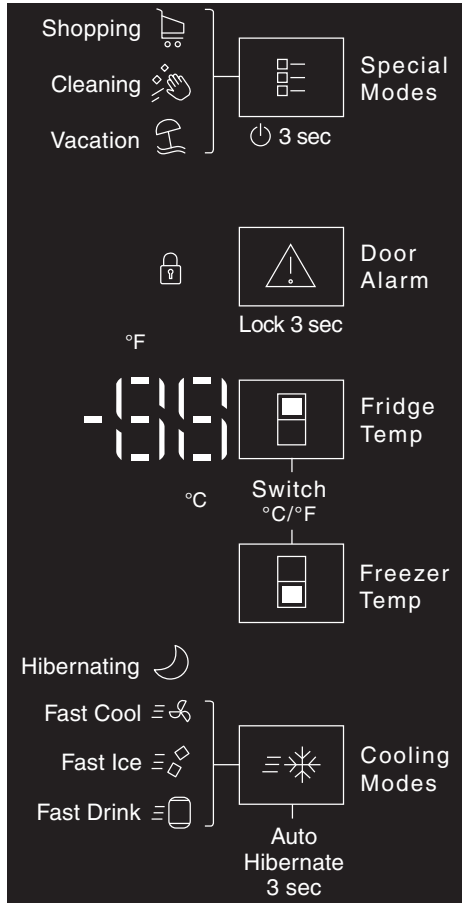 Shopping
Cleaning
Vacation
Special
Modes
3 sec
Door
Alarm
Lock 3 sec
°F
-88
Fridge
Temp
°C
Switch
°C/°F
Freezer
Temp
Hibernating
Fast Cool
Fast Ice
Fast Drink
Cooling
Modes
Auto
Hibernate
3 sec